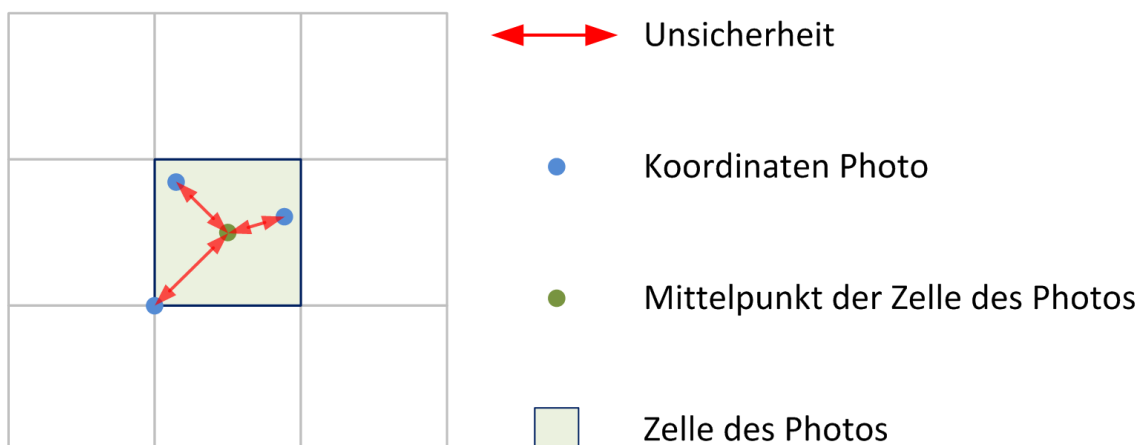 Unsicherheit
Koordinaten Photo
Mittelpunkt der Zelle des Photos
Zelle des Photos